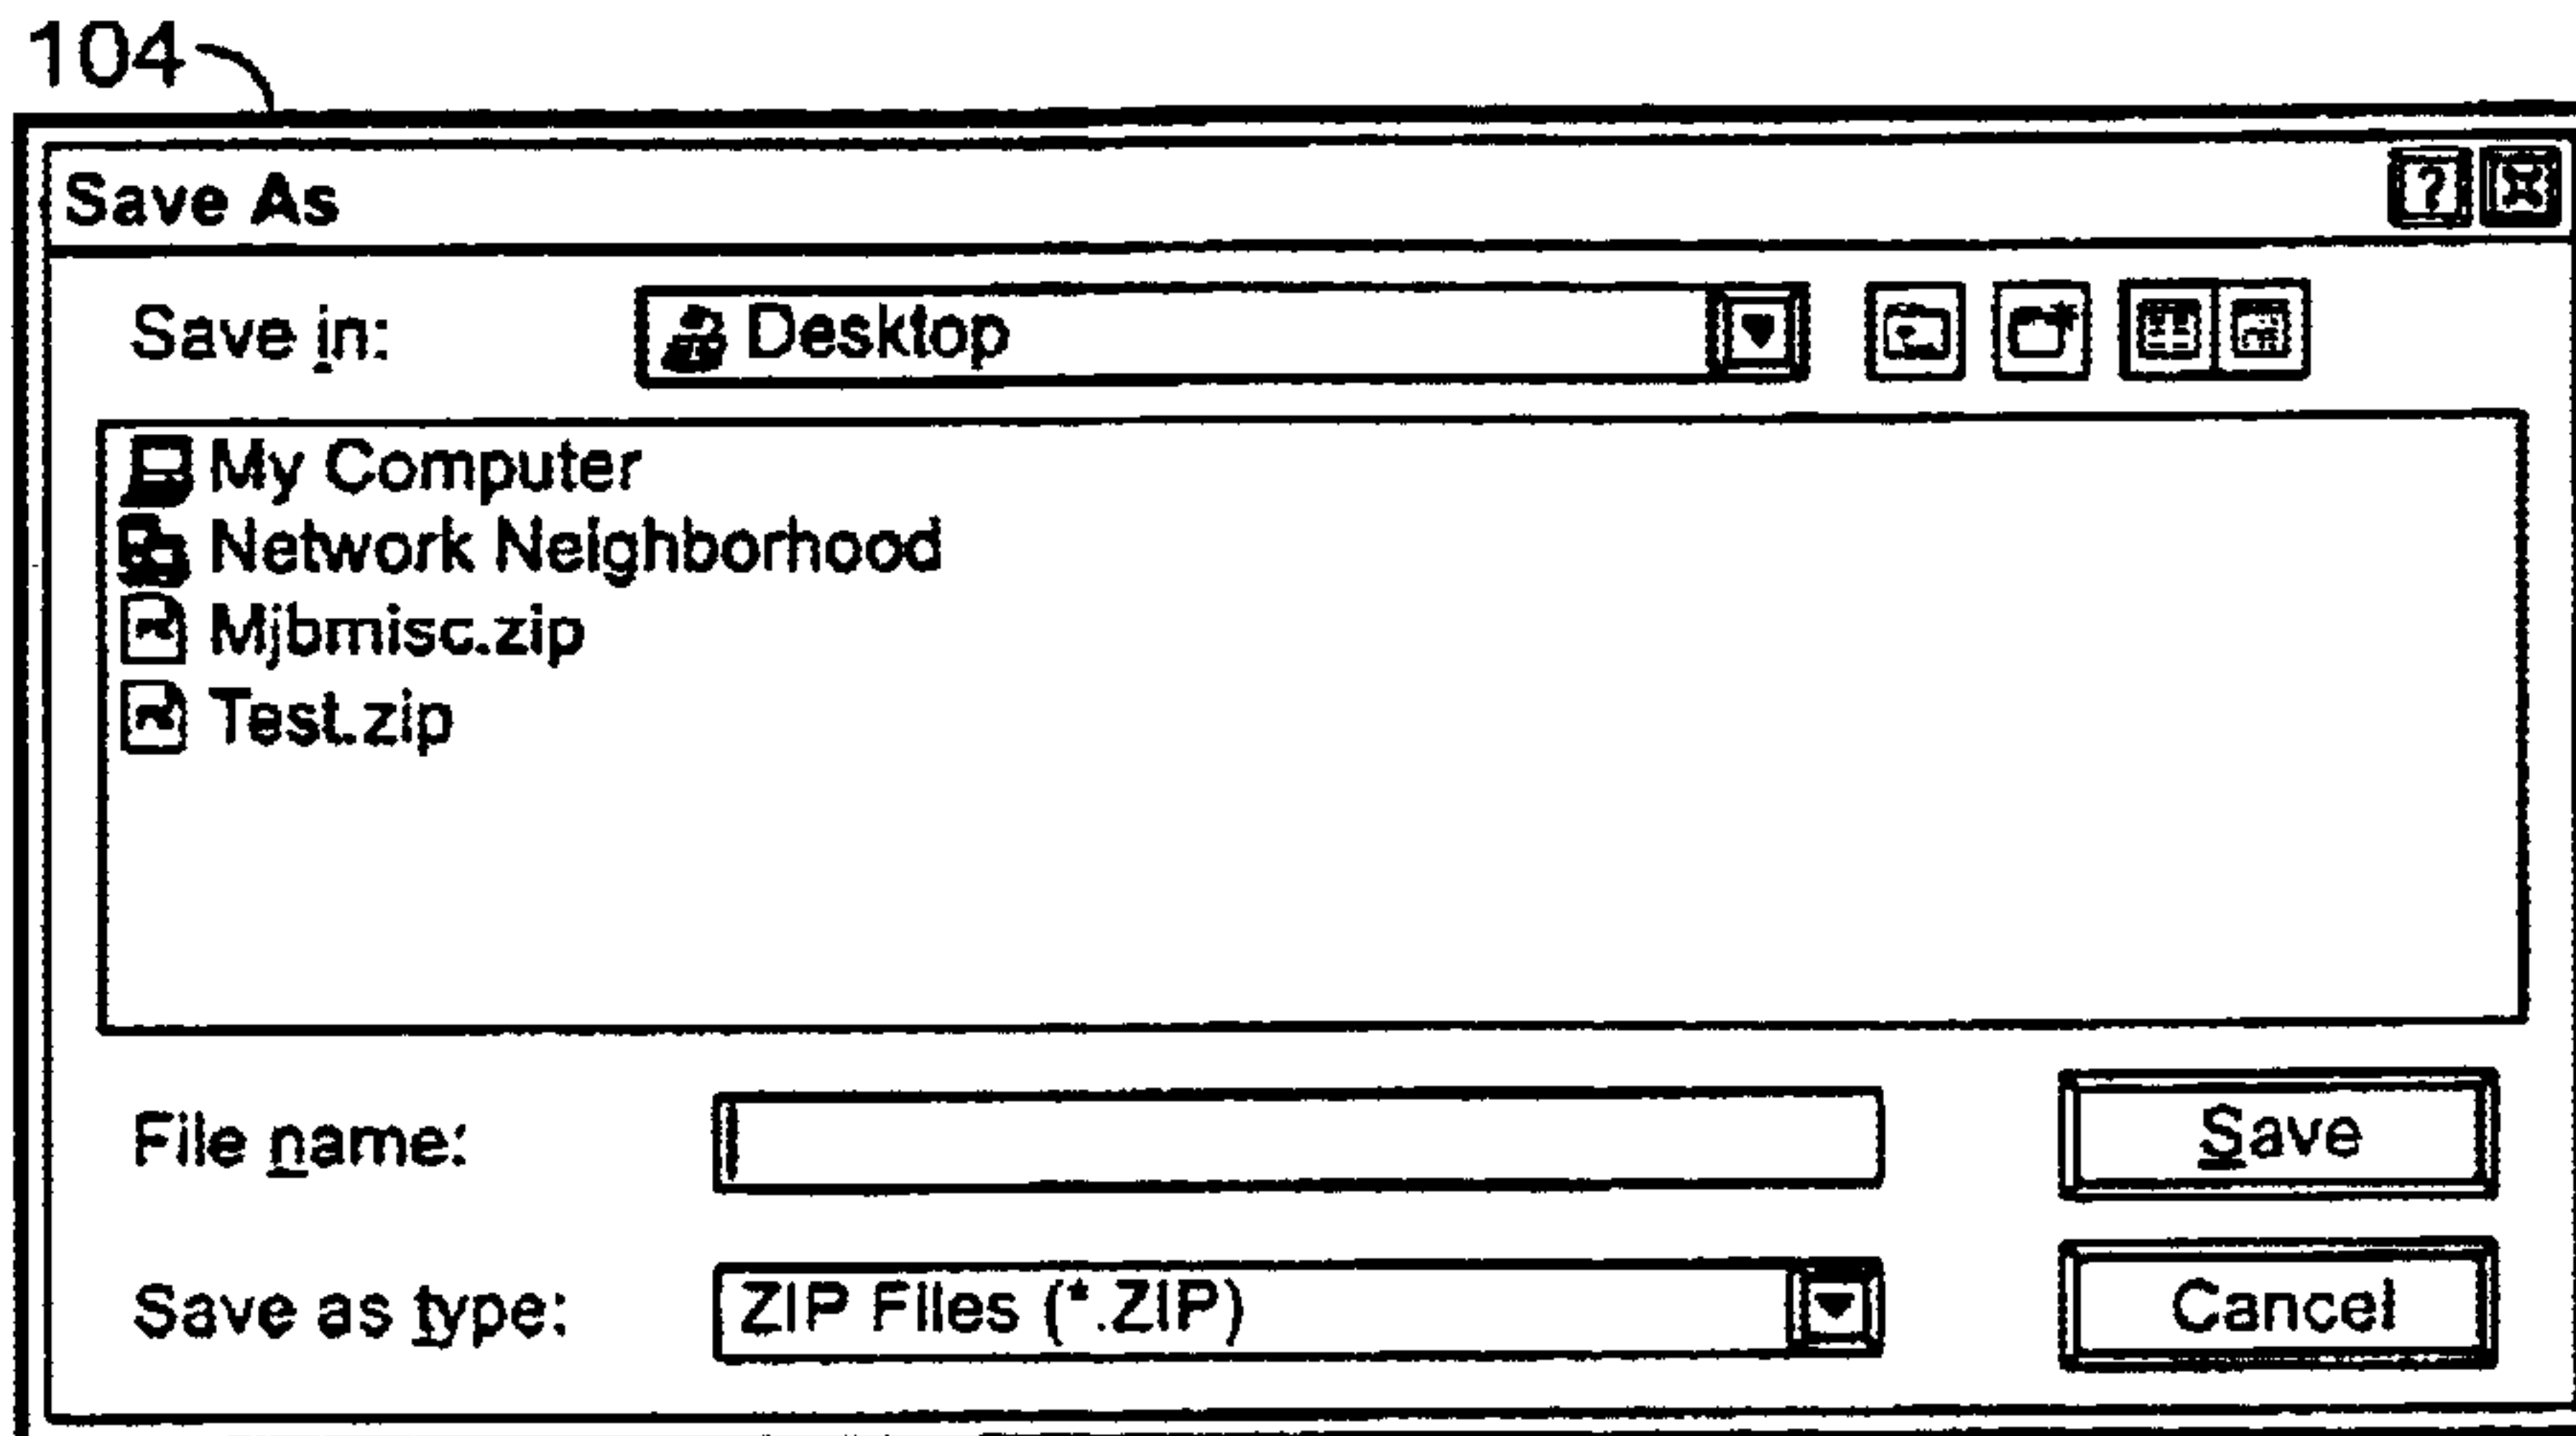 104
Save As ?
Save in: Desktop
My Computer
Network Neighborhood
Mjbmisc.zip
Test.zip
File name: Save
Save as type: ZIP Files (*.ZIP) Cancel